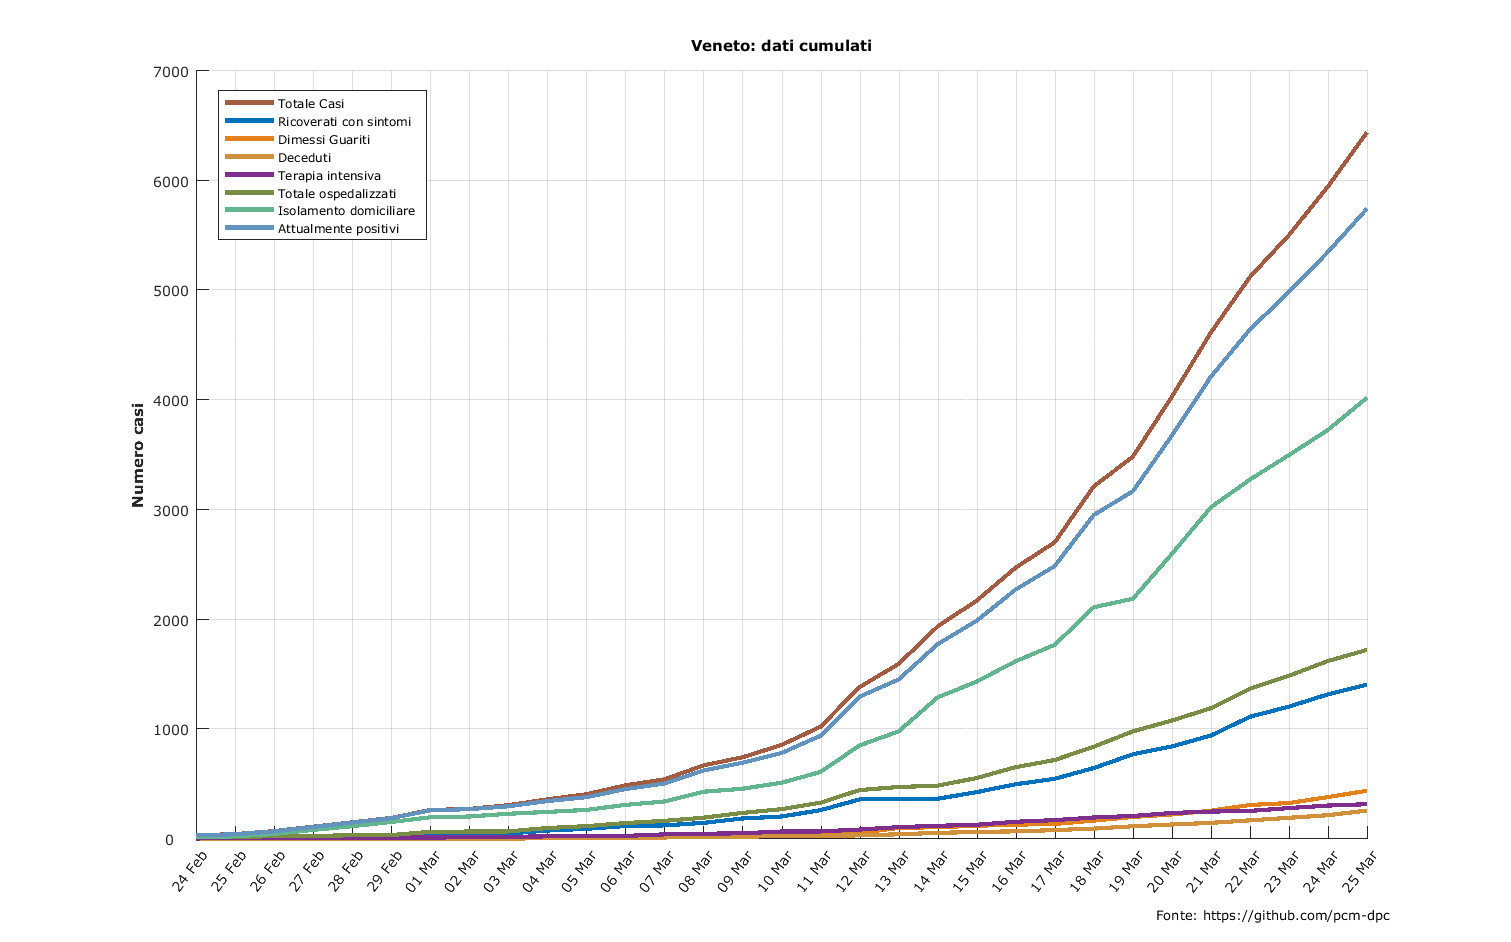 Veneto: dati cumulati
7000
6000
5000
4000
3000
2000
1000
0
Numero casi
Totale Casi
Ricoverati con sintomi
Dimessi Guariti
Deceduti
Terapia intensiva
Totale ospedalizzati
Isolamento domiciliare
Attualmente positivi
24 Feb
25 Feb
26 Feb
27 Feb
28 Feb
29 Feb
01 Mar
02 Mar
03 Mar
04 Mar
05 Mar
06 Mar
07 Mar
08 Mar
09 Mar
10 Mar
11 Mar
12 Mar
13 Mar
14 Mar
15 Mar
16 Mar
17 Mar
18 Mar
19 Mar
20 Mar
21 Mar
22 Mar
23 Mar
24 Mar
25 Mar
Fonte: https://github.com/pcm-dpc